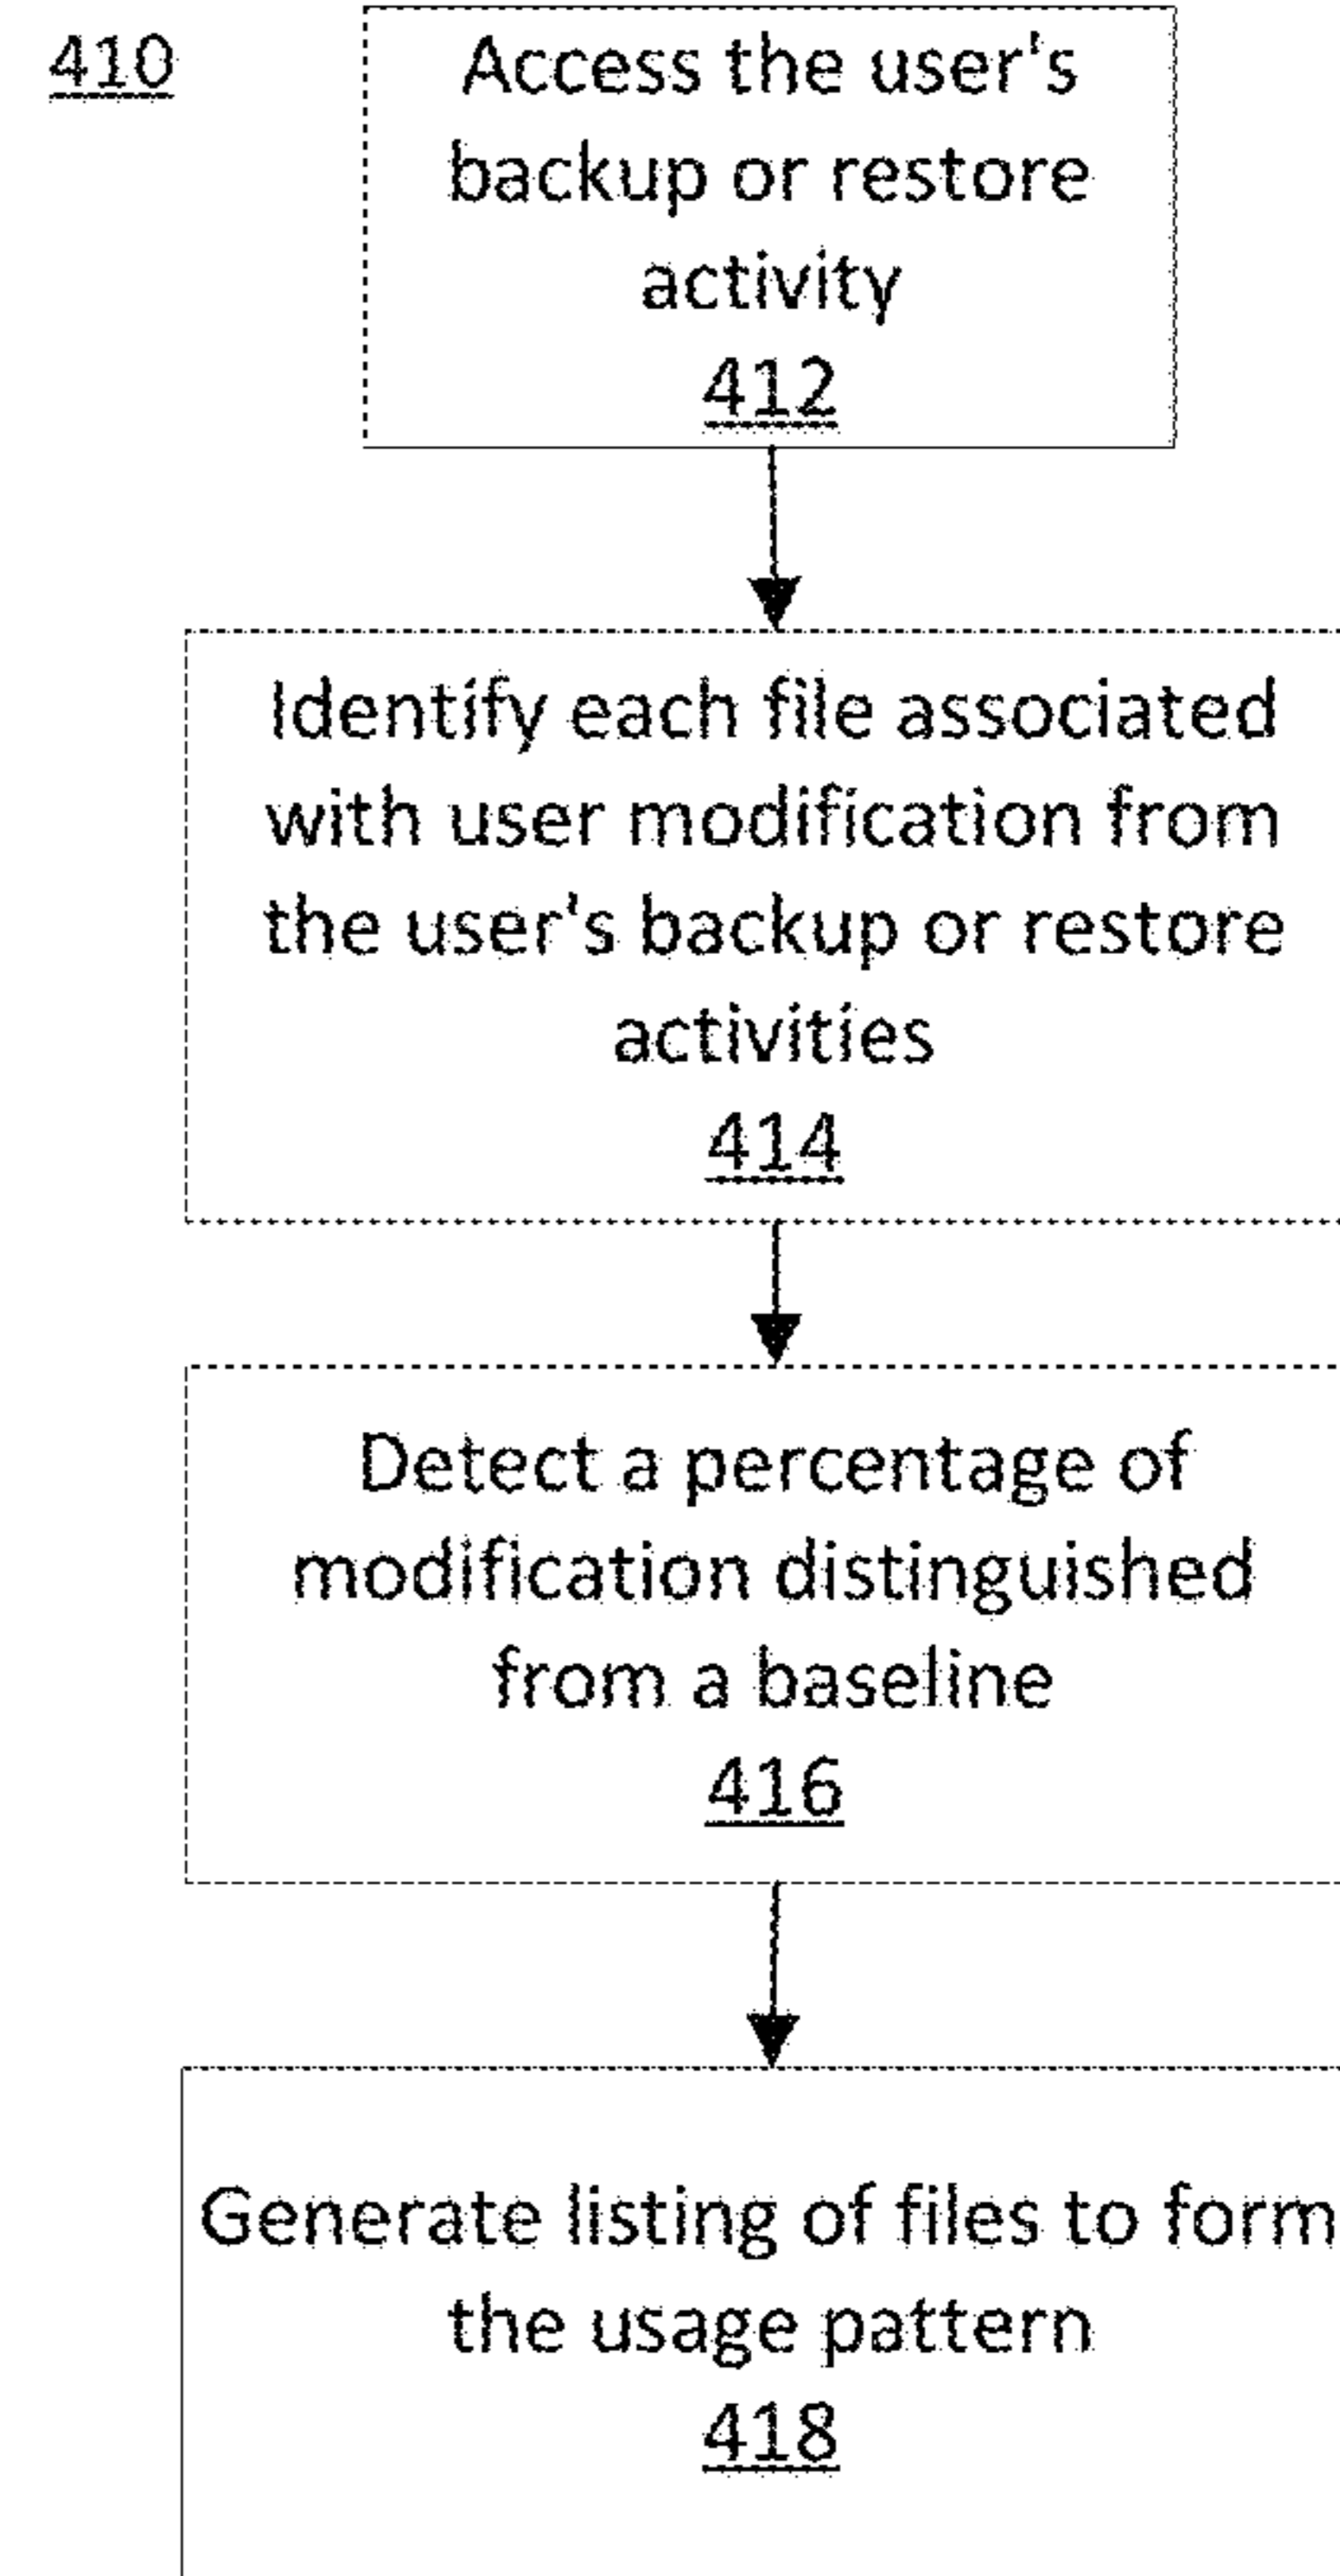 410
Access the user's
backup or restore
activity
412
Identify each file associated
with user modification from
the user's backup or restore
activities
414
Detect a percentage of
modification distinguished
from a baseline
416
Generate listing of files to form
the usage pattern
418